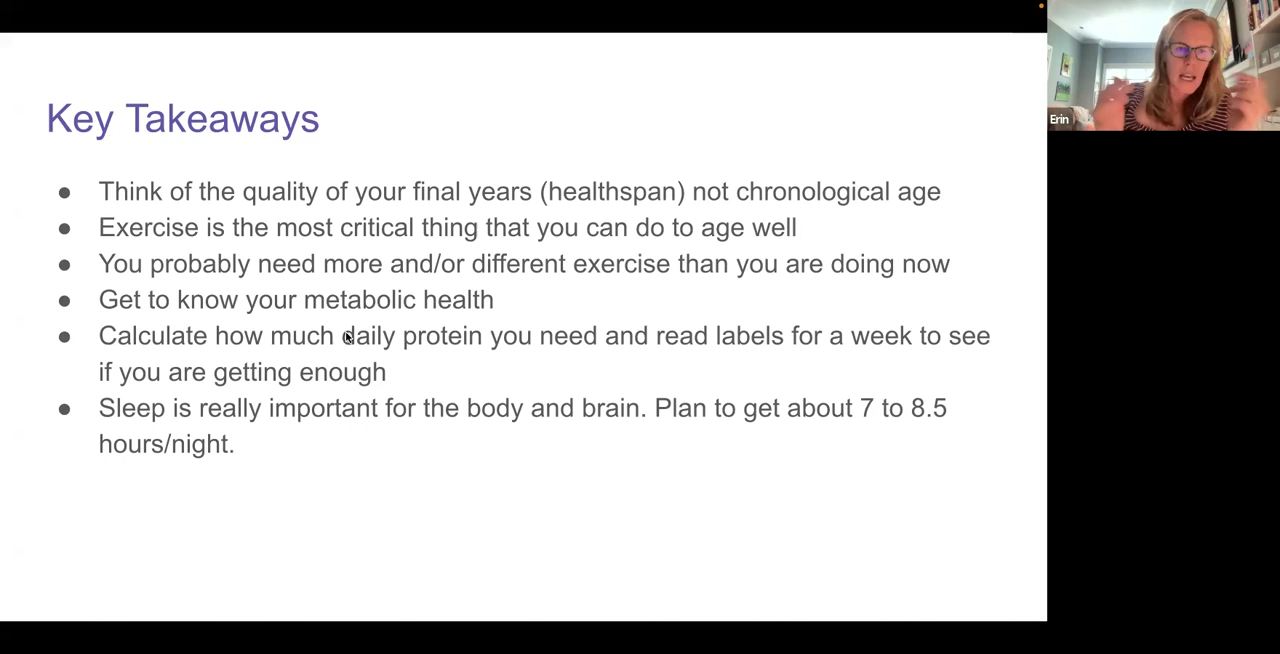 Key Takeaways
● Think of the quality of your final years (healthspan) not chronological age
● Exercise is the most critical thing that you can do to age well
● You probably need more and/or different exercise than you are doing now
● Get to know your metabolic health
● Calculate how much daily protein you need and read labels for a week to see
if you are getting enough
● Sleep is really important for the body and brain. Plan to get about 7 to 8.5
hours/night.
Erin